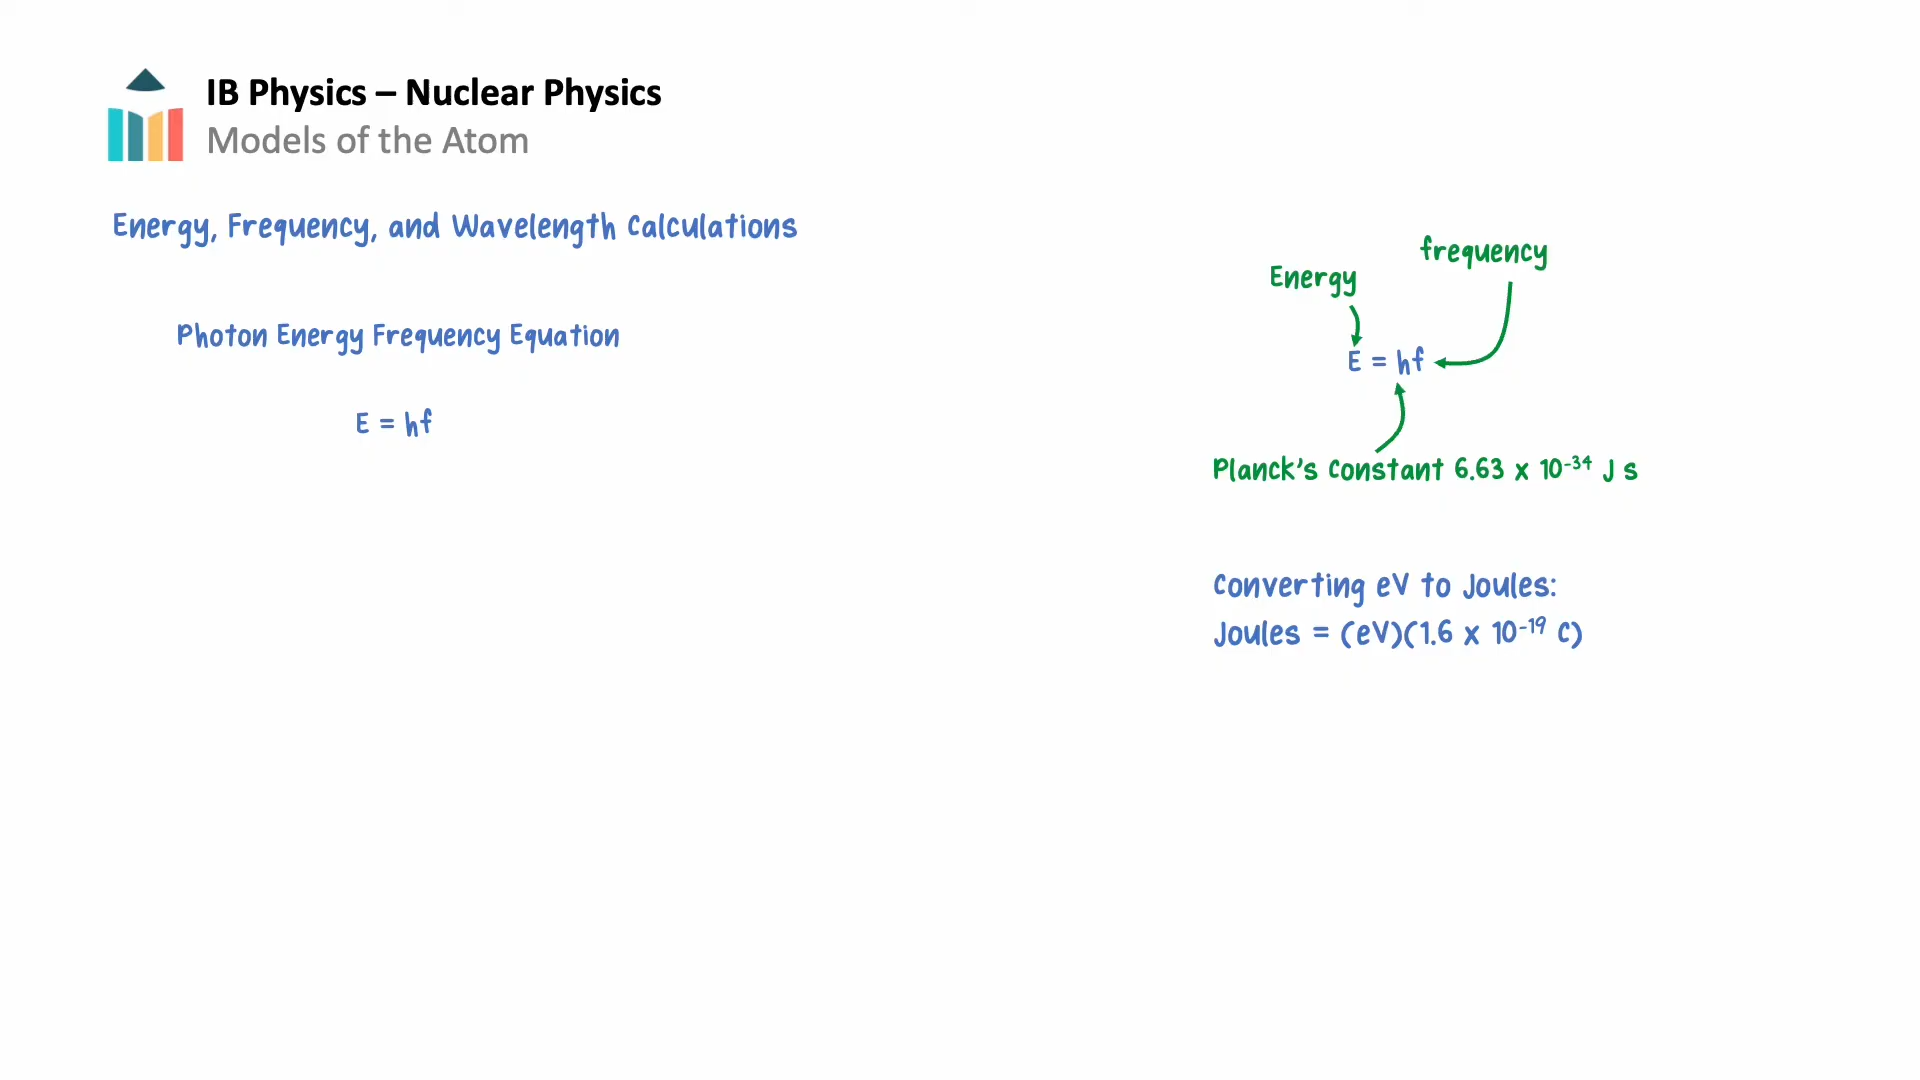 IB Physics – Nuclear Physics
Models of the Atom
Energy, Frequency, and Wavelength Calculations
Photon Energy Frequency Equation
E = hf
frequency
Energy
E = hf
Planck's Constant 6.63 x 10⁻³⁴ J s
Converting eV to Joules:
Joules = (eV)(1.6 x 10⁻¹⁹ C)